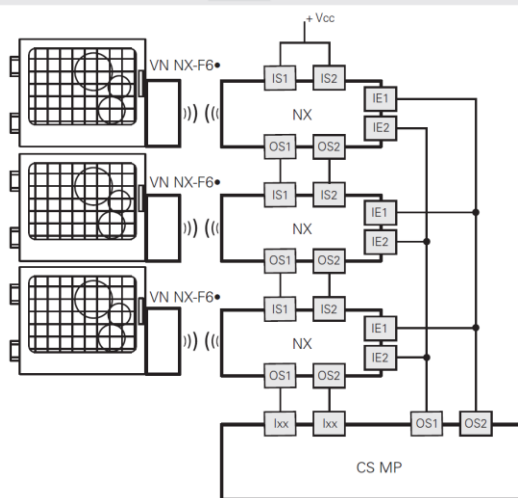 + Vcc
VN NX-F6•
IS1 IS2
IE1
NX
IE2
OS1 OS2
VN NX-F6•
IS1 IS2
IE1
NX
IE2
OS1 OS2
VN NX-F6•
IS1 IS2
IE1
NX
IE2
OS1 OS2
Ixx Ixx OS1 OS2
CS MP